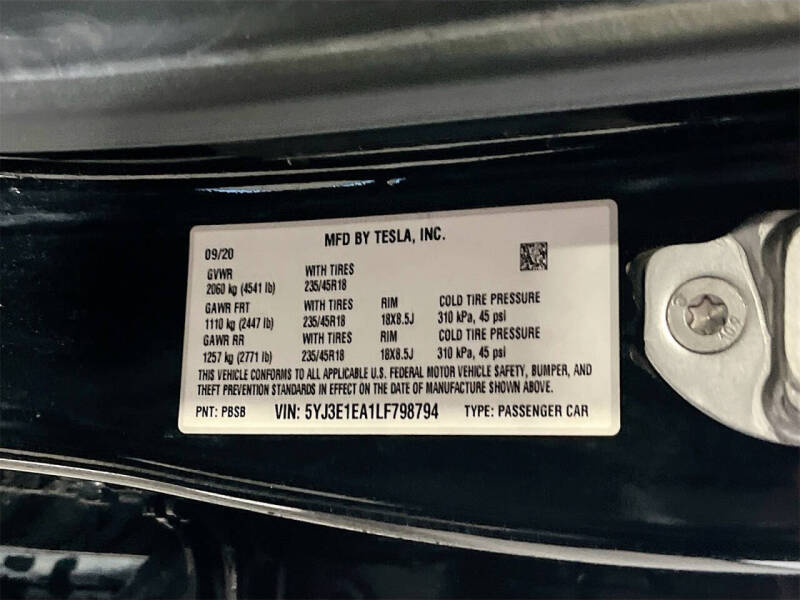 MFD BY TESLA, INC.
09/20
GVWR WITH TIRES
2060 kg (4541 lb) 235/45R18
GAWR FRT WITH TIRES RIM COLD TIRE PRESSURE
1110 kg (2447 lb) 235/45R18 18X8.5J 310 kPa, 45 psi
GAWR RR WITH TIRES RIM COLD TIRE PRESSURE
1257 kg (2771 lb) 235/45R18 18X8.5J 310 kPa, 45 psi
THIS VEHICLE CONFORMS TO ALL APPLICABLE U.S. FEDERAL MOTOR VEHICLE SAFETY, BUMPER, AND
THEFT PREVENTION STANDARDS IN EFFECT ON THE DATE OF MANUFACTURE SHOWN ABOVE.
PNT: PBSB VIN: 5YJ3E1EA1LF798794 TYPE: PASSENGER CAR